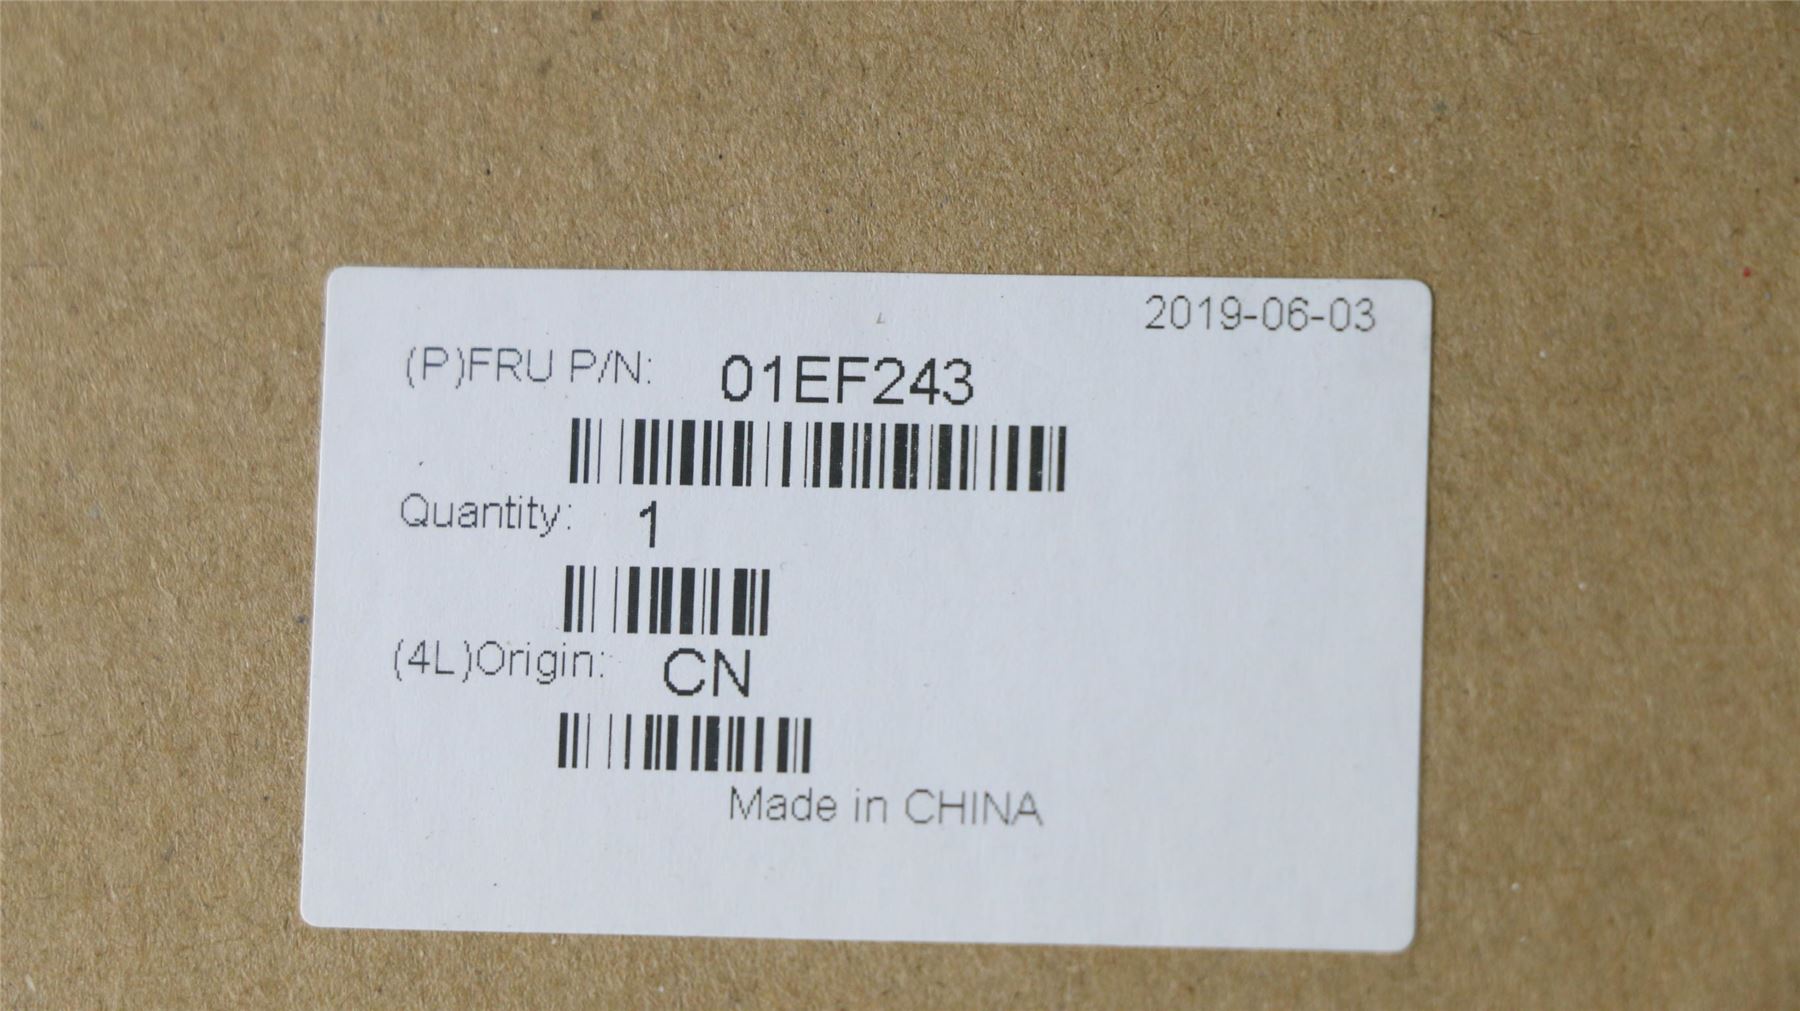 2019-06-03
(P)FRU P/N: 01EF243
Quantity: 1
(4L)Origin: CN
Made in CHINA